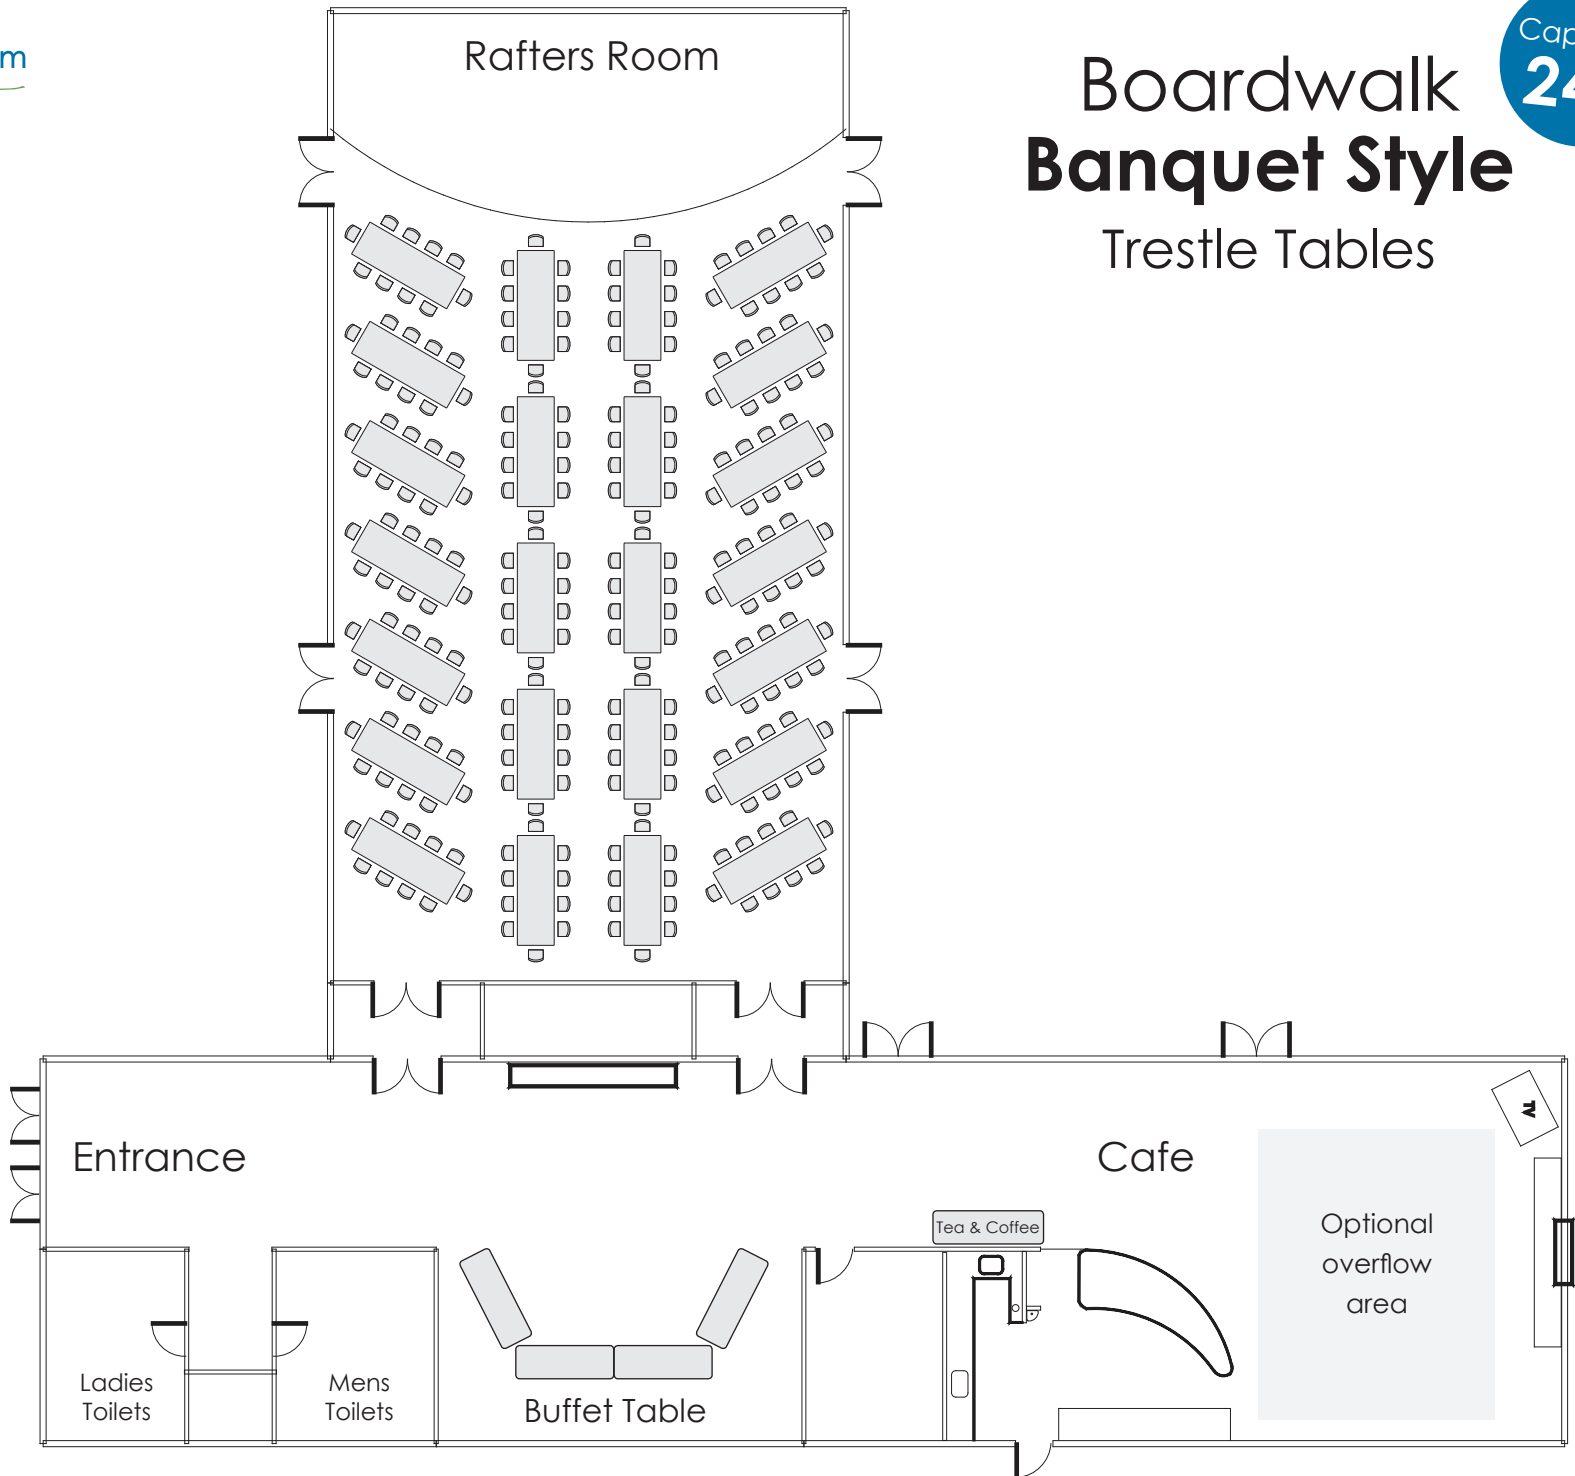 Rafters Room
Boardwalk
Banquet Style
Trestle Tables
Entrance
Cafe
TV
Tea & Coffee
Optional
overflow
area
Ladies
Toilets
Mens
Toilets
Buffet Table